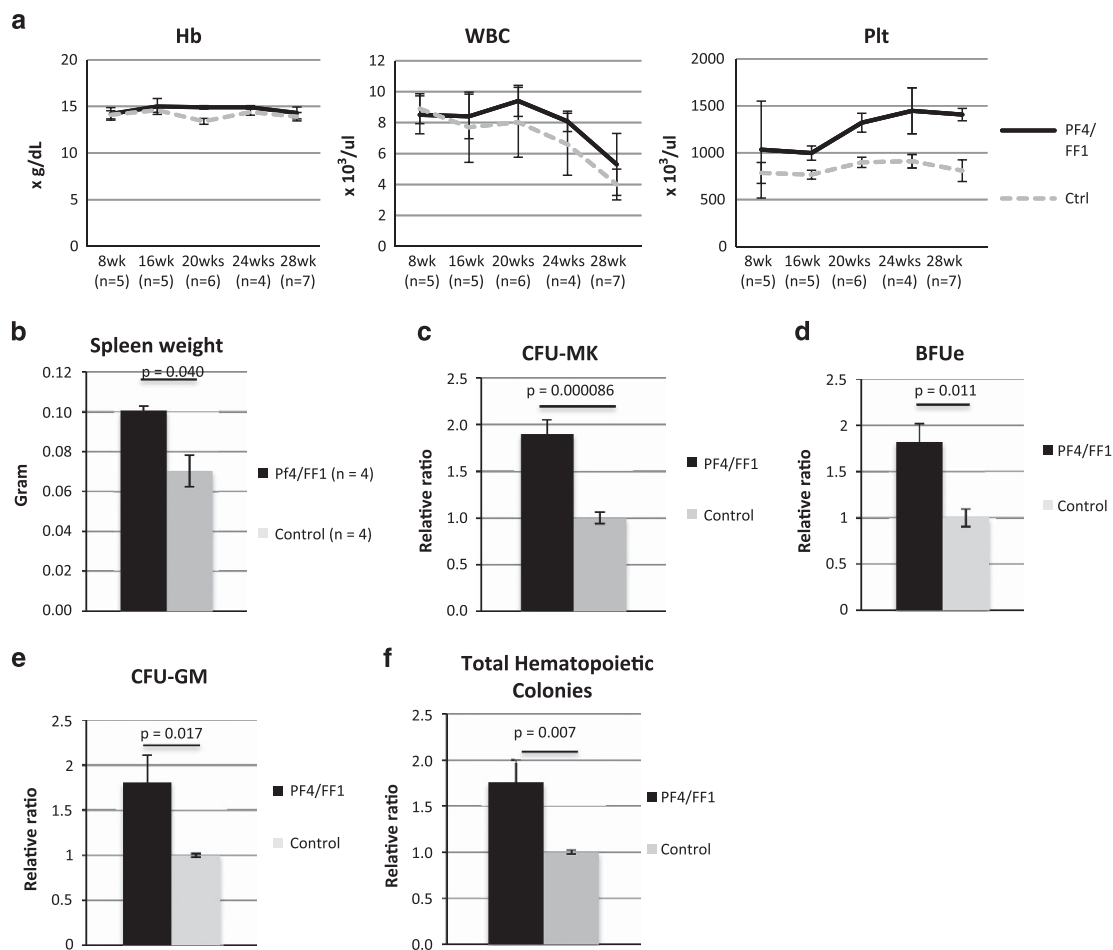 a
Hb
WBC
Plt
20
15
10
5
0
x g/dL
8wk 16wk 20wks 24wks 28wk
(n=5) (n=5) (n=6) (n=4) (n=7)
12
10
8
6
4
2
0
x 10³/ul
8wk 16wk 20wks 24wks 28wk
(n=5) (n=5) (n=6) (n=4) (n=7)
2000
1500
1000
500
0
x 10³/ul
8wk 16wk 20wks 24wks 28wk
(n=5) (n=5) (n=6) (n=4) (n=7)
PF4/
FF1
Ctrl
b
Spleen weight
p = 0.040
0.12
0.10
0.08
0.06
0.04
0.02
0.00
Gram
Pf4/FF1 (n = 4)
Control (n = 4)
c
CFU-MK
p = 0.000086
2.5
2.0
1.5
1.0
0.5
0.0
Relative ratio
PF4/FF1
Control
d
BFUe
p = 0.011
2.5
2
1.5
1
0.5
0
Relative ratio
PF4/FF1
Control
e
CFU-GM
p = 0.017
2.5
2
1.5
1
0.5
0
Relative ratio
PF4/FF1
Control
f
Total Hematopoietic
Colonies
p = 0.007
2.5
2.0
1.5
1.0
0.5
0.0
Relative ratio
PF4/FF1
Control